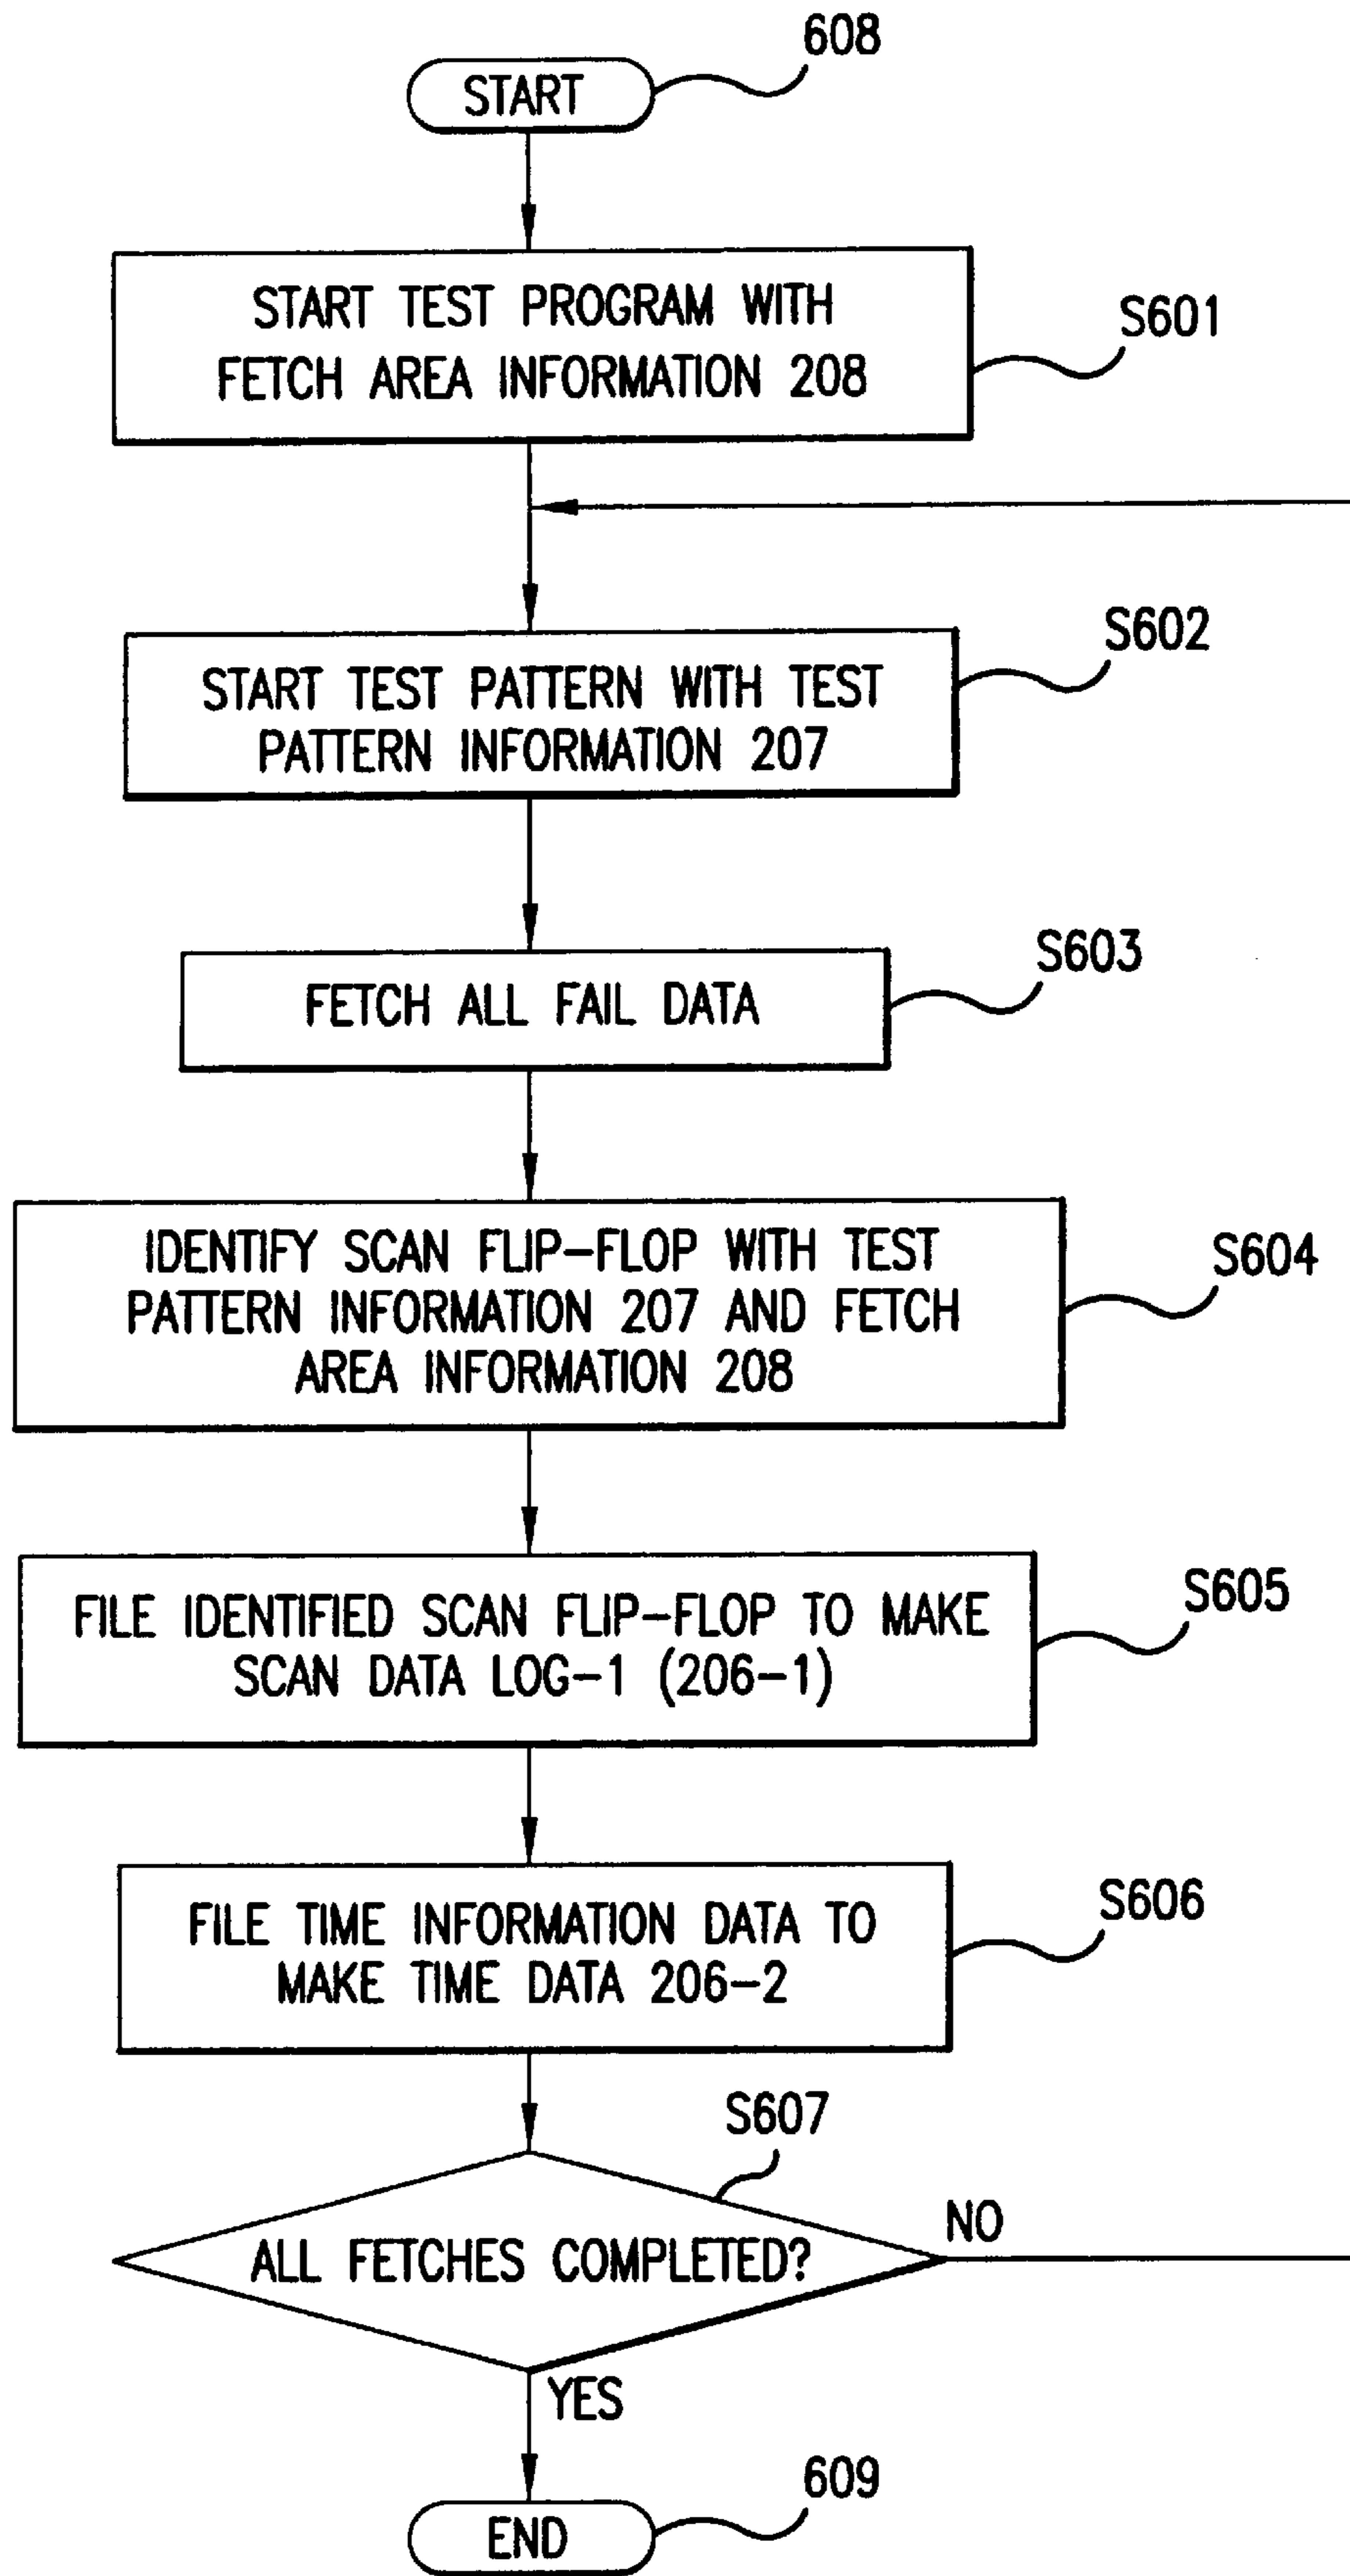 608
START
START TEST PROGRAM WITH
FETCH AREA INFORMATION 208
S601
START TEST PATTERN WITH TEST
PATTERN INFORMATION 207
S602
FETCH ALL FAIL DATA
S603
IDENTIFY SCAN FLIP-FLOP WITH TEST
PATTERN INFORMATION 207 AND FETCH
AREA INFORMATION 208
S604
FILE IDENTIFIED SCAN FLIP-FLOP TO MAKE
SCAN DATA LOG-1 (206-1)
S605
FILE TIME INFORMATION DATA TO
MAKE TIME DATA 206-2
S606
S607
ALL FETCHES COMPLETED?
NO
YES
609
END